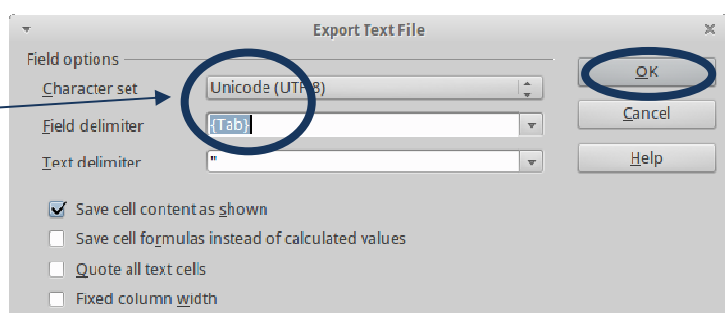 Export Text File
Field options
Character set
Unicode (UTF-8)
OK
Field delimiter
{Tab}
Cancel
Text delimiter
"
Help
Save cell content as shown
Save cell formulas instead of calculated values
Quote all text cells
Fixed column width